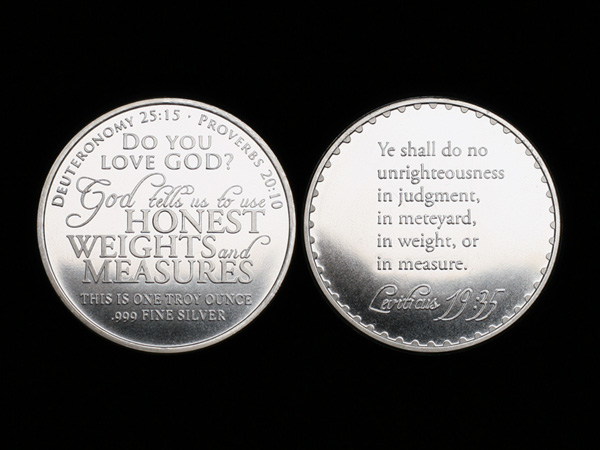 DEUTERONOMY 25:15 · PROVERBS 20:10
DO YOU
LOVE GOD?
God tells us to use
HONEST
WEIGHTS and
MEASURES
THIS IS ONE TROY OUNCE
.999 FINE SILVER
Ye shall do no
unrighteousness
in judgment,
in meteyard,
in weight, or
in measure.
Leviticus 19:35